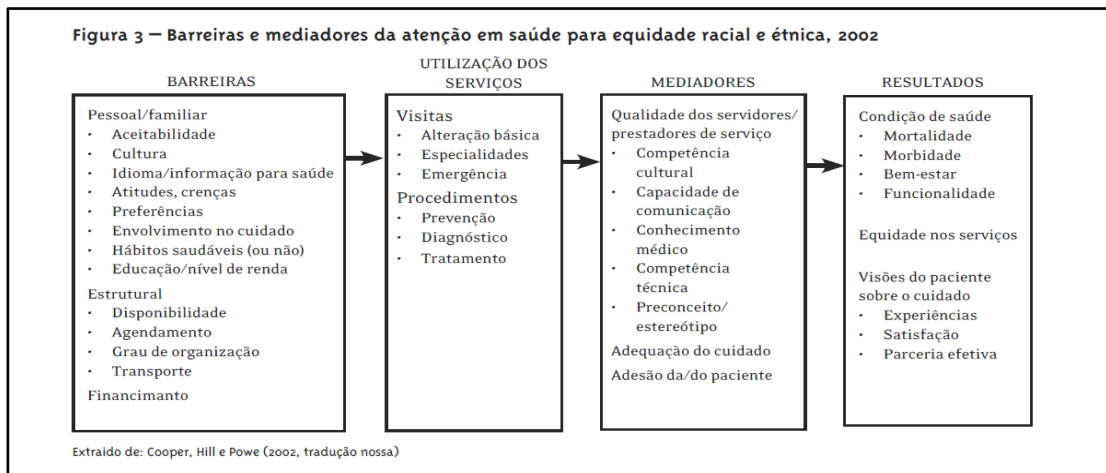 Figura 3 — Barreiras e mediadores da atenção em saúde para equidade racial e étnica, 2002
BARREIRAS
Pessoal/familiar
• Aceitabilidade
• Cultura
• Idioma/informação para saúde
• Atitudes, crenças
• Preferências
• Envolvimento no cuidado
• Hábitos saudáveis (ou não)
• Educação/nível de renda
Estrutural
• Disponibilidade
• Agendamento
• Grau de organização
• Transporte
Financimanto
UTILIZAÇÃO DOS
SERVIÇOS
Visitas
• Alteração básica
• Especialidades
• Emergência
Procedimentos
• Prevenção
• Diagnóstico
• Tratamento
MEDIADORES
Qualidade dos servidores/
prestadores de serviço
• Competência
cultural
• Capacidade de
comunicação
• Conhecimento
médico
• Competência
técnica
• Preconceito/
estereótipo
Adequaçào do cuidado
Adesão da/do paciente
RESULTADOS
Condição de saúde
• Mortalidade
• Morbidade
• Bem-estar
• Funcionalidade
Equidade nos serviços
Visões do paciente
sobre o cuidado
• Experiências
• Satisfação
• Parceria efetiva
Extraido de: Cooper, Hill e Powe (2002, tradução nossa)